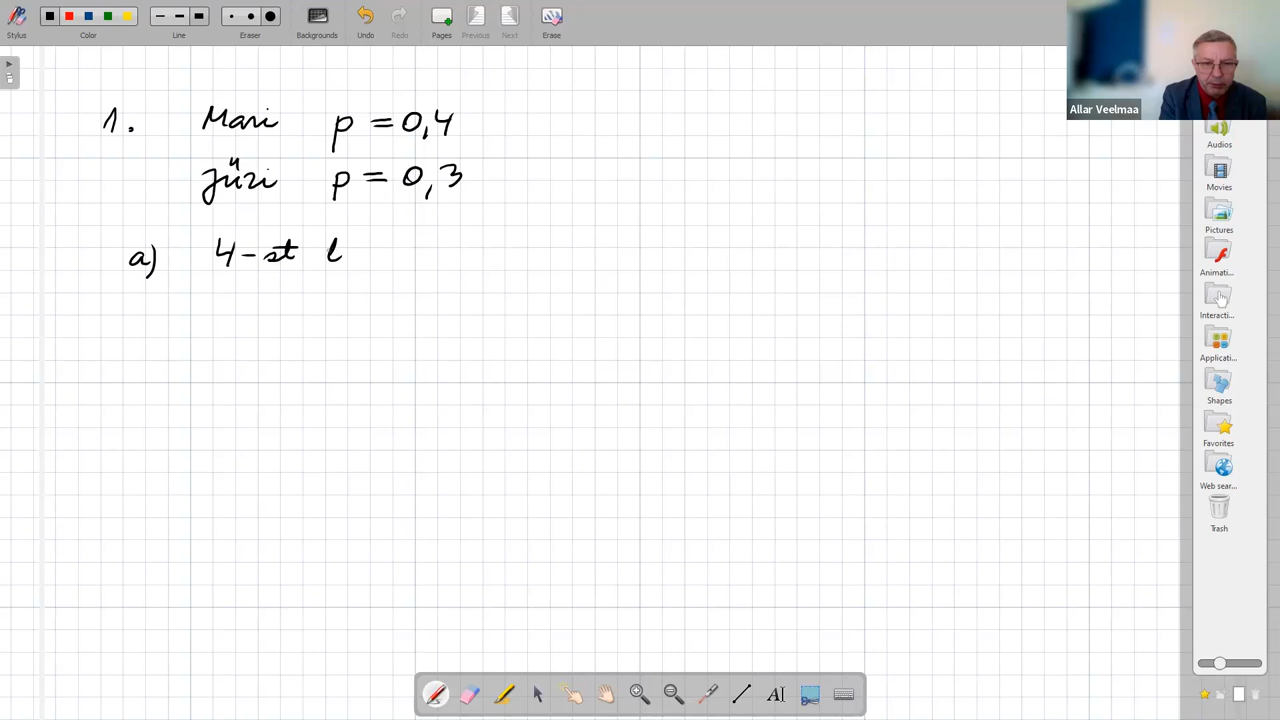 Stylus
Color
Line
Eraser
Backgrounds
Undo
Redo
Pages
Previous
Next
Erase
Allar Veelmaa
1. Mari p = 0,4
Jüri p = 0,3
a) 4-st l
Audios
Movies
Pictures
Animati...
Interacti...
Applicati...
Shapes
Favorites
Web sear...
Trash